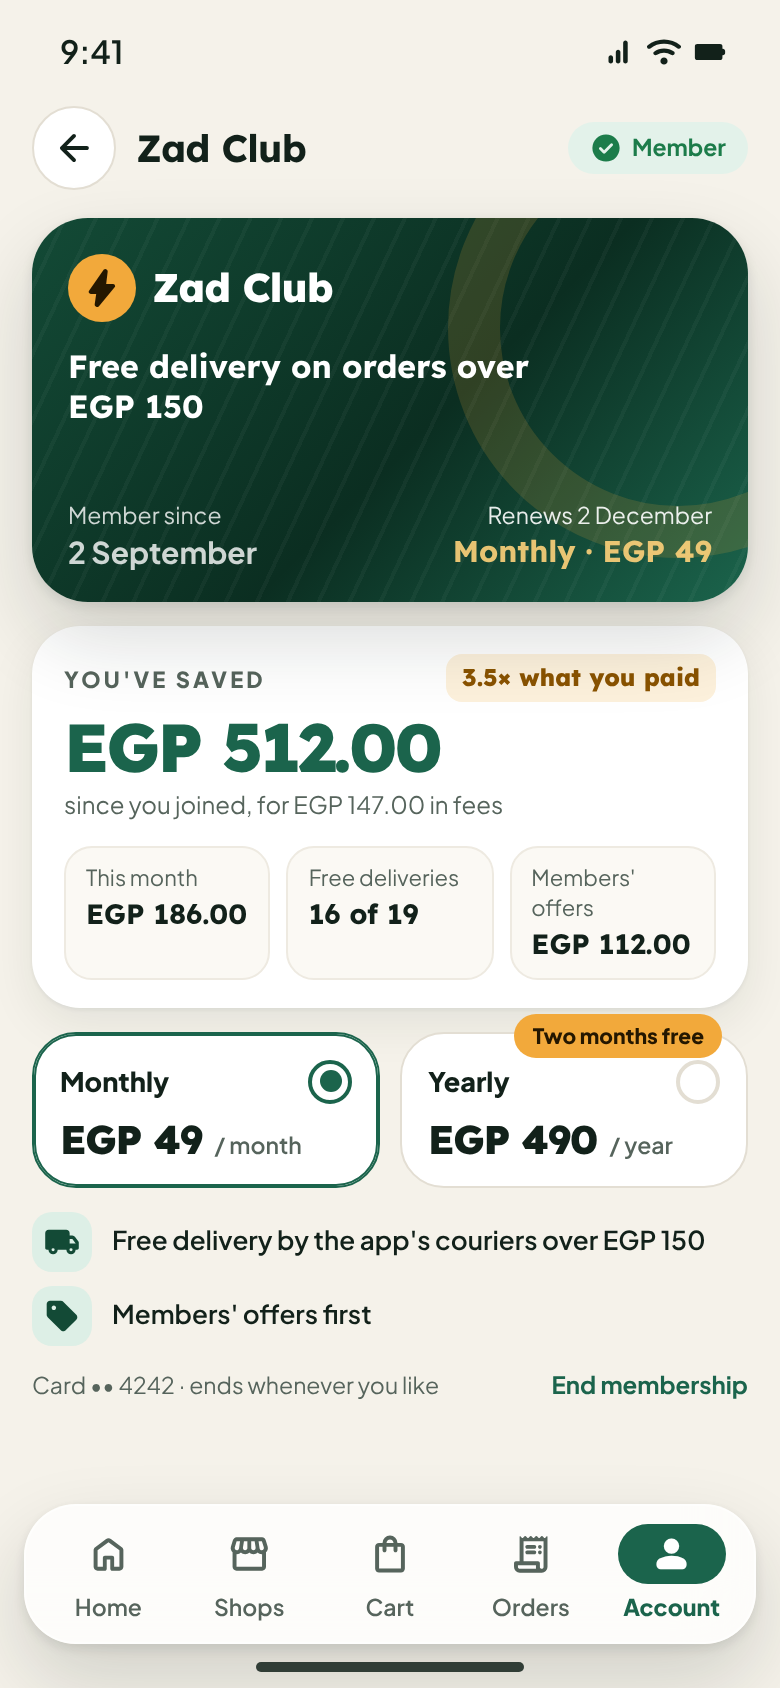 9:41
Zad Club
Member
Zad Club
Free delivery on orders over
EGP 150
Member since
2 September
Renews 2 December
Monthly · EGP 49
YOU'VE SAVED
3.5× what you paid
EGP 512.00
since you joined, for EGP 147.00 in fees
This month
EGP 186.00
Free deliveries
16 of 19
Members'
offers
EGP 112.00
Two months free
Monthly
EGP 49 / month
Yearly
EGP 490 / year
Free delivery by the app's couriers over EGP 150
Members' offers first
Card •• 4242 · ends whenever you like
End membership
Home
Shops
Cart
Orders
Account